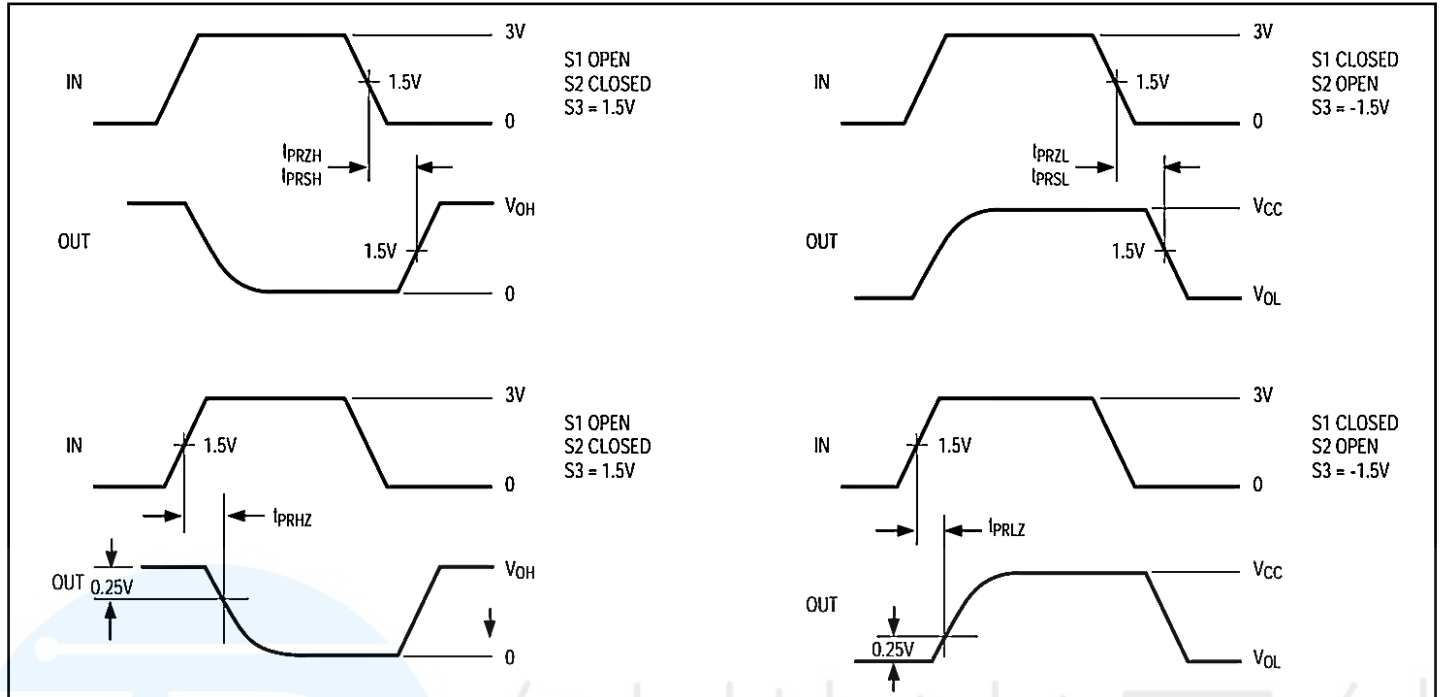 3V
S1 OPEN
S2 CLOSED
S3 = 1.5V
IN
1.5V
0
tPRZH
tPRSH
VOH
OUT
1.5V
0
3V
S1 CLOSED
S2 OPEN
S3 = -1.5V
IN
1.5V
0
tPRZL
tPRSL
VCC
OUT
1.5V
VOL
3V
S1 OPEN
S2 CLOSED
S3 = 1.5V
IN
1.5V
0
tPRHZ
VOH
OUT 0.25V
0
3V
S1 CLOSED
S2 OPEN
S3 = -1.5V
IN
1.5V
0
tPRLZ
VCC
OUT
0.25V
VOL